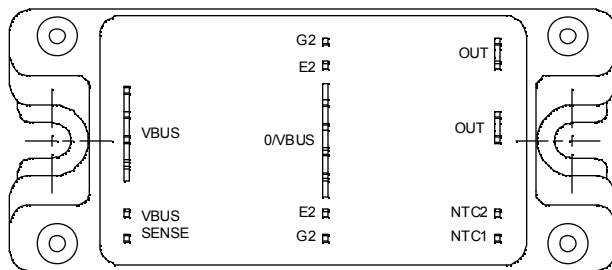 G2
OUT
E2
VBUS
0/VBUS
OUT
VBUS
SENSE
E2
NTC2
G2
NTC1